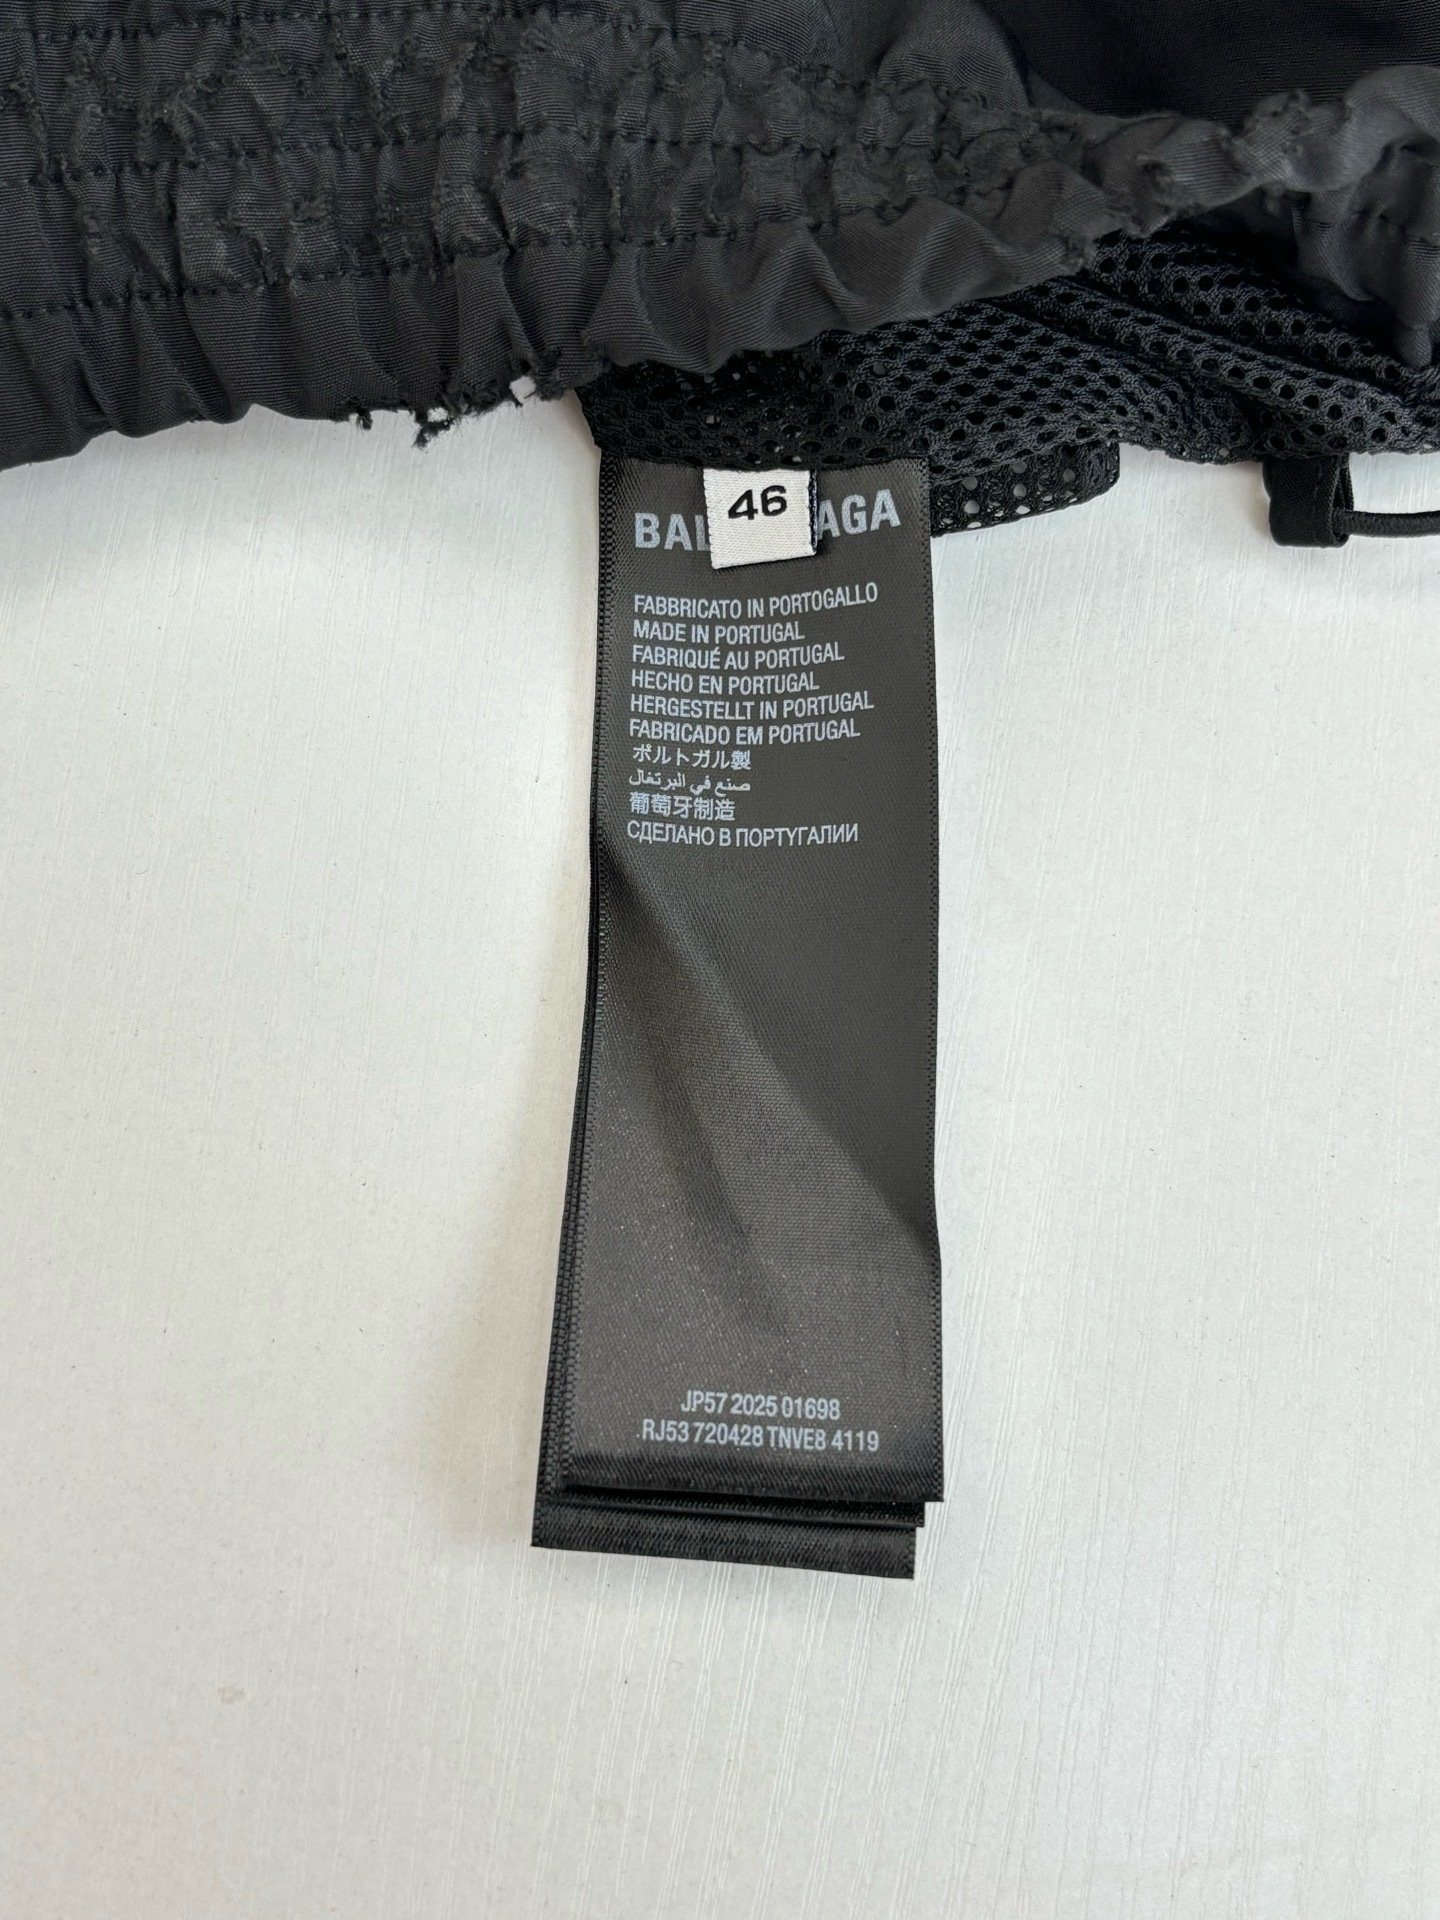 46
FABBRICATO IN PORTOGALLO
MADE IN PORTUGAL
FABRIQUÉ AU PORTUGAL
HECHO EN PORTUGAL
HERGESTELLT IN PORTUGAL
FABRICADO EM PORTUGAL
ポルトガル製
صنع في البرتغال
葡萄牙制造
СДЕЛАНО В ПОРТУГАЛИИ
JP57 2025 01698
RJ53 720428 TNVE8 4119